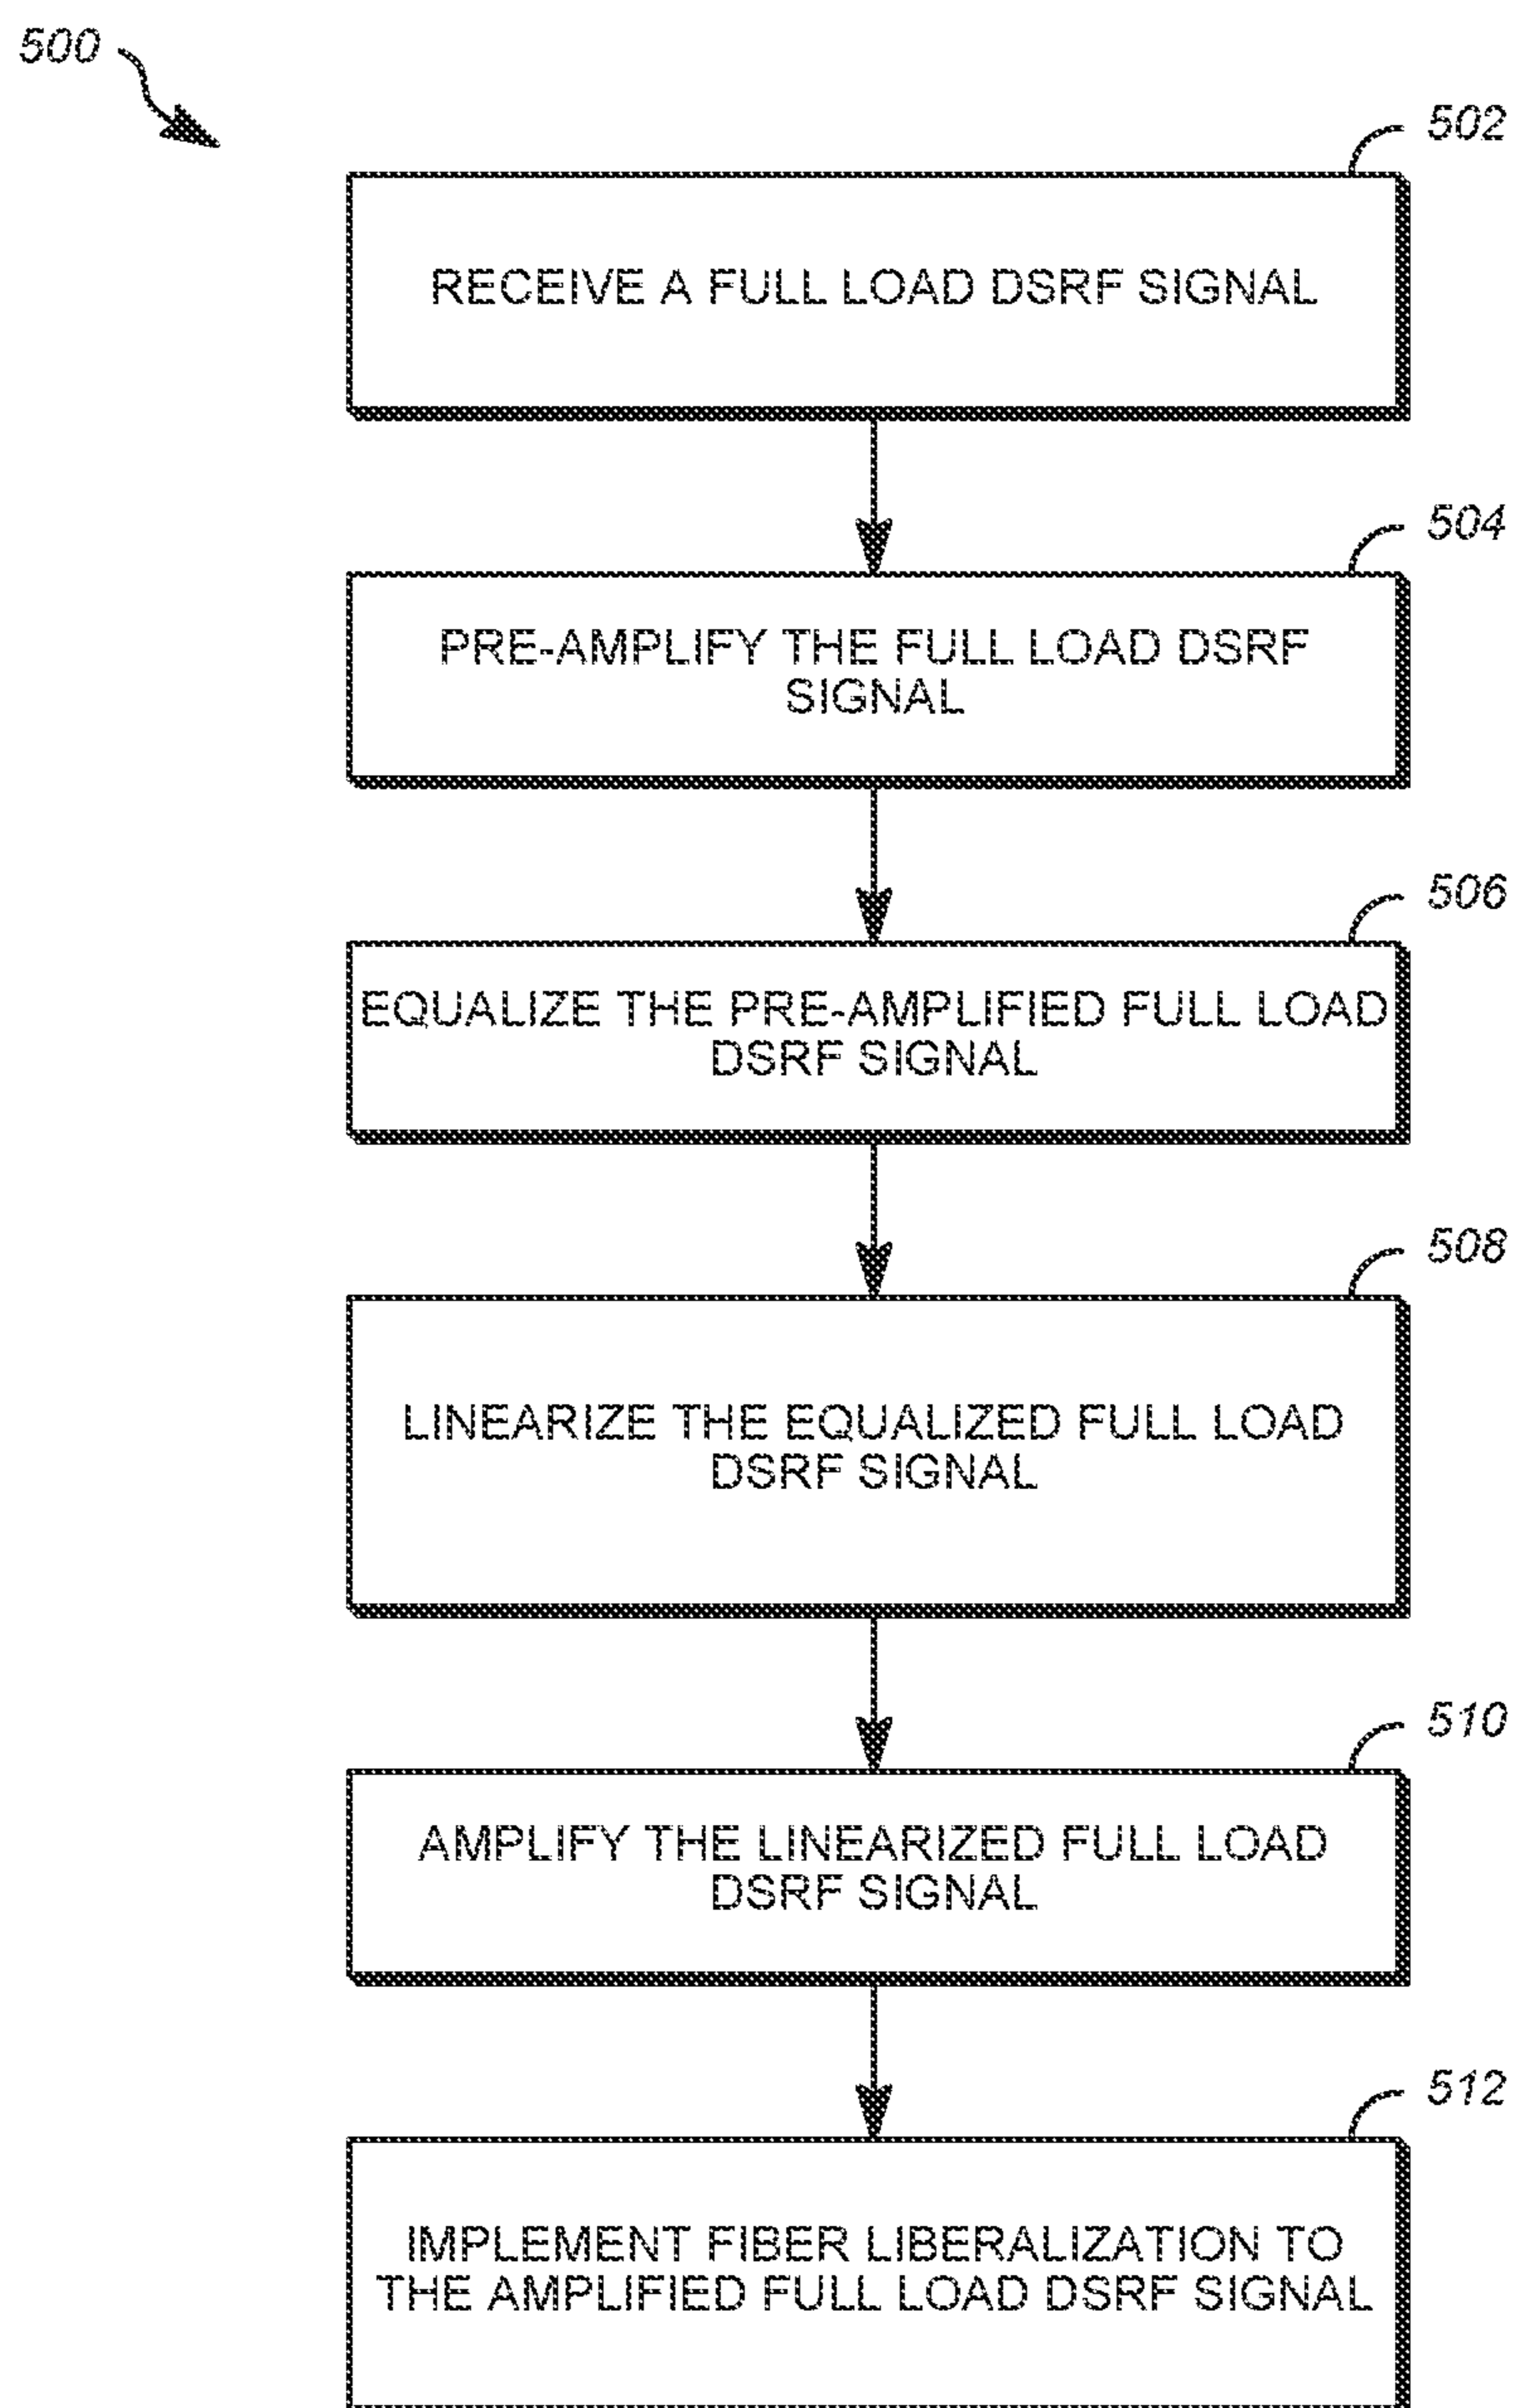 500
502
RECEIVE A FULL LOAD DSRF SIGNAL
504
PRE-AMPLIFY THE FULL LOAD DSRF
SIGNAL
506
EQUALIZE THE PRE-AMPLIFIED FULL LOAD
DSRF SIGNAL
508
LINEARIZE THE EQUALIZED FULL LOAD
DSRF SIGNAL
510
AMPLIFY THE LINEARIZED FULL LOAD
DSRF SIGNAL
512
IMPLEMENT FIBER LIBERALIZATION TO
THE AMPLIFIED FULL LOAD DSRF SIGNAL